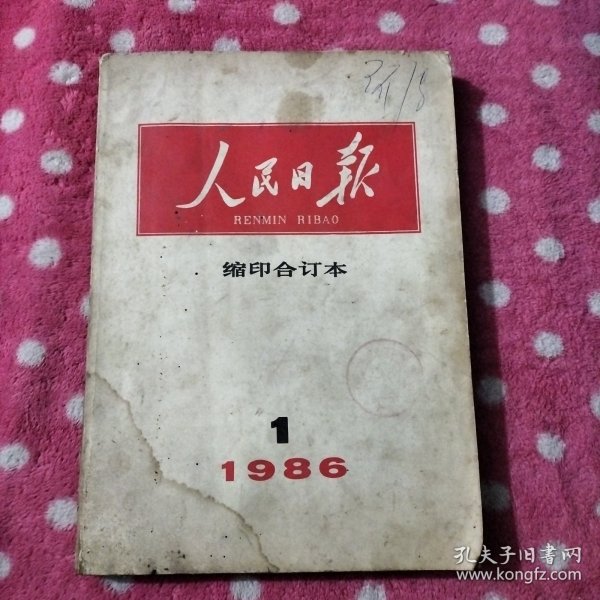 人民日报
RENMIN RIBAO
缩印合订本
1
1986
孔夫子旧書网
www.kongfz.com